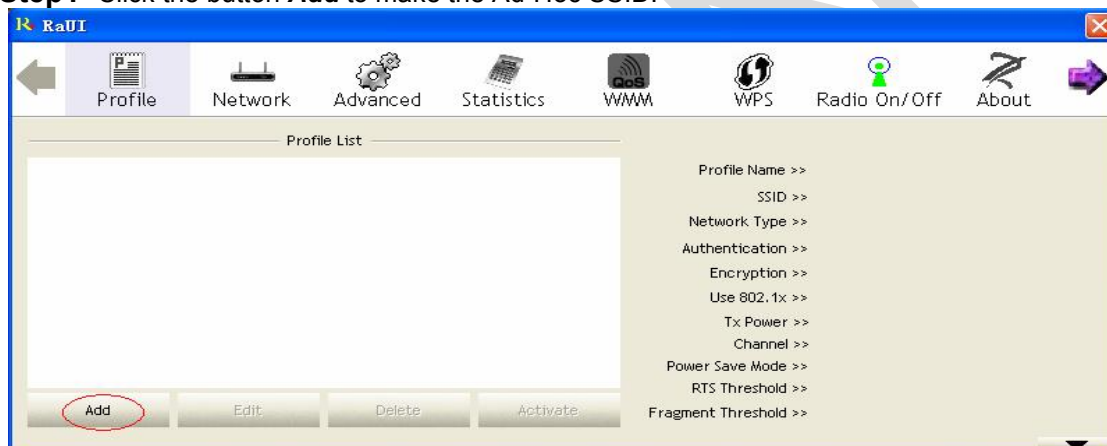 Click the button Add to make the Ad Hoc SSID.
RaUI
Profile
Network
Advanced
Statistics
QoS
WMM
WPS
Radio On/Off
About
Profile List
Profile Name >>
SSID >>
Network Type >>
Authentication >>
Encryption >>
Use 802.1x >>
Tx Power >>
Channel >>
Power Save Mode >>
RTS Threshold >>
Fragment Threshold >>
Add
Edit
Delete
Activate